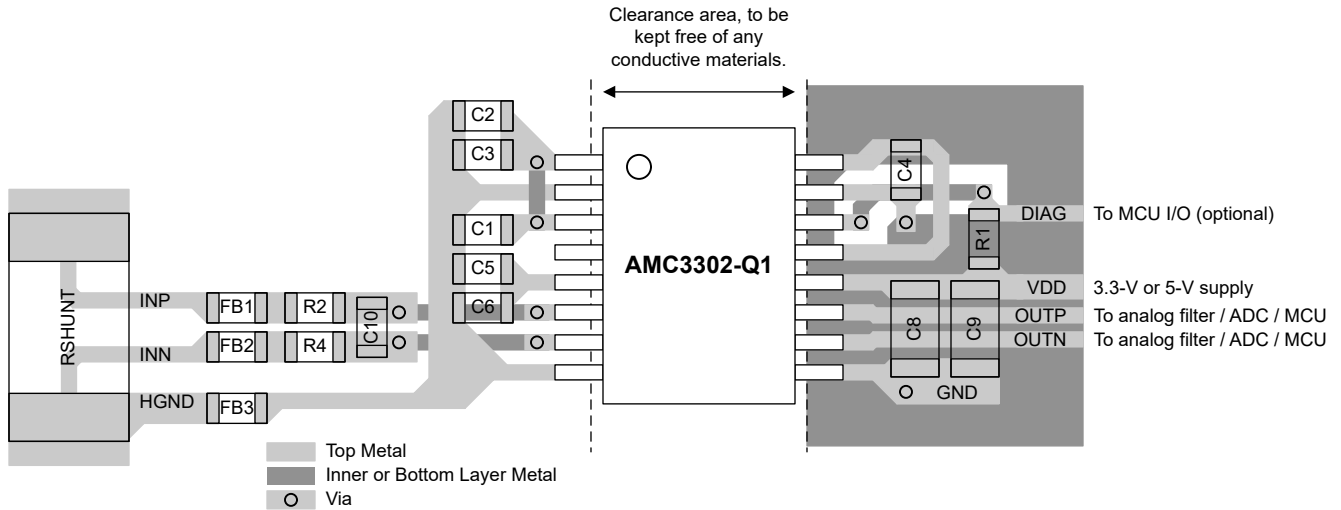 Clearance area, to be
kept free of any
conductive materials.
C2
C3
C4
C1
C5
C6
AMC3302-Q1
R1
DIAG
To MCU I/O (optional)
VDD
3.3-V or 5-V supply
OUTP
To analog filter / ADC / MCU
OUTN
To analog filter / ADC / MCU
C8
C9
GND
RSHUNT
INP
FB1
R2
C10
INN
FB2
R4
HGND
FB3
Top Metal
Inner or Bottom Layer Metal
Via